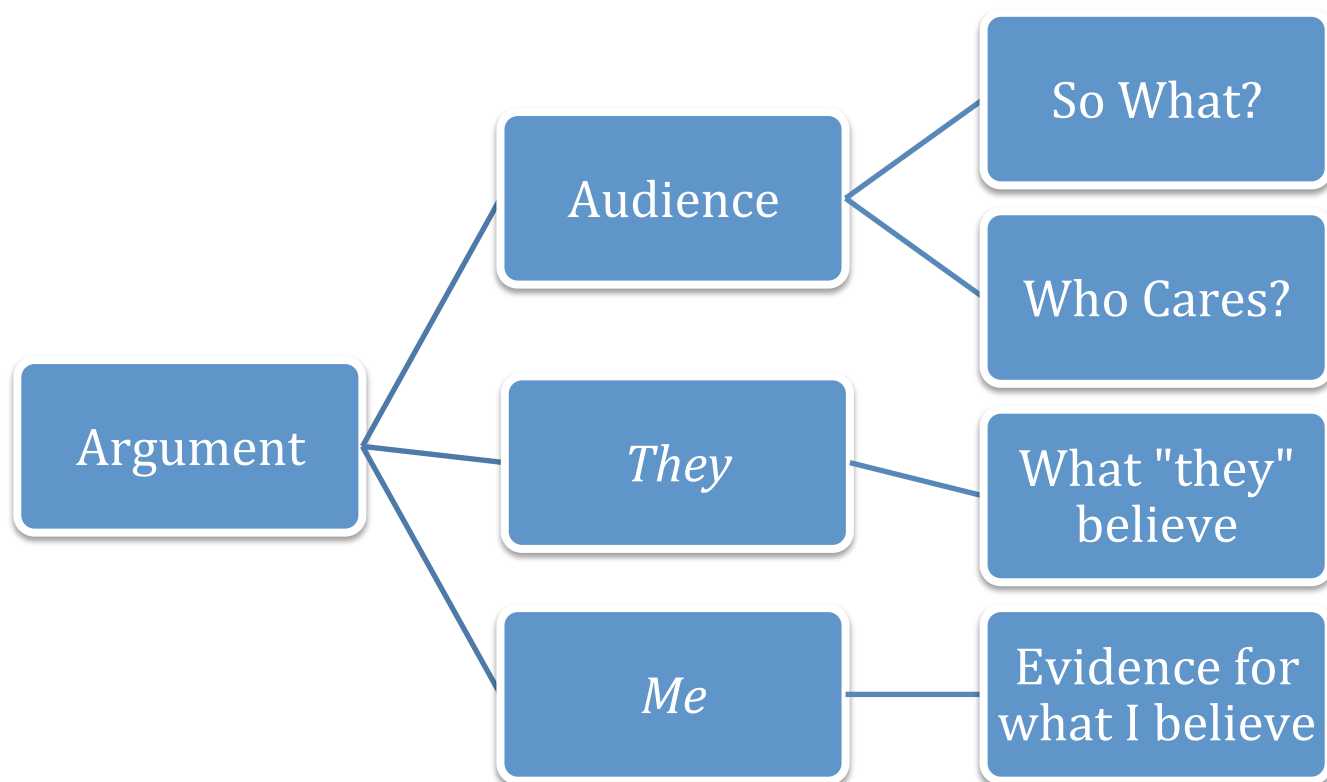 So What?
Audience
Who Cares?
Argument
They
What "they"
believe
Me
Evidence for
what I believe